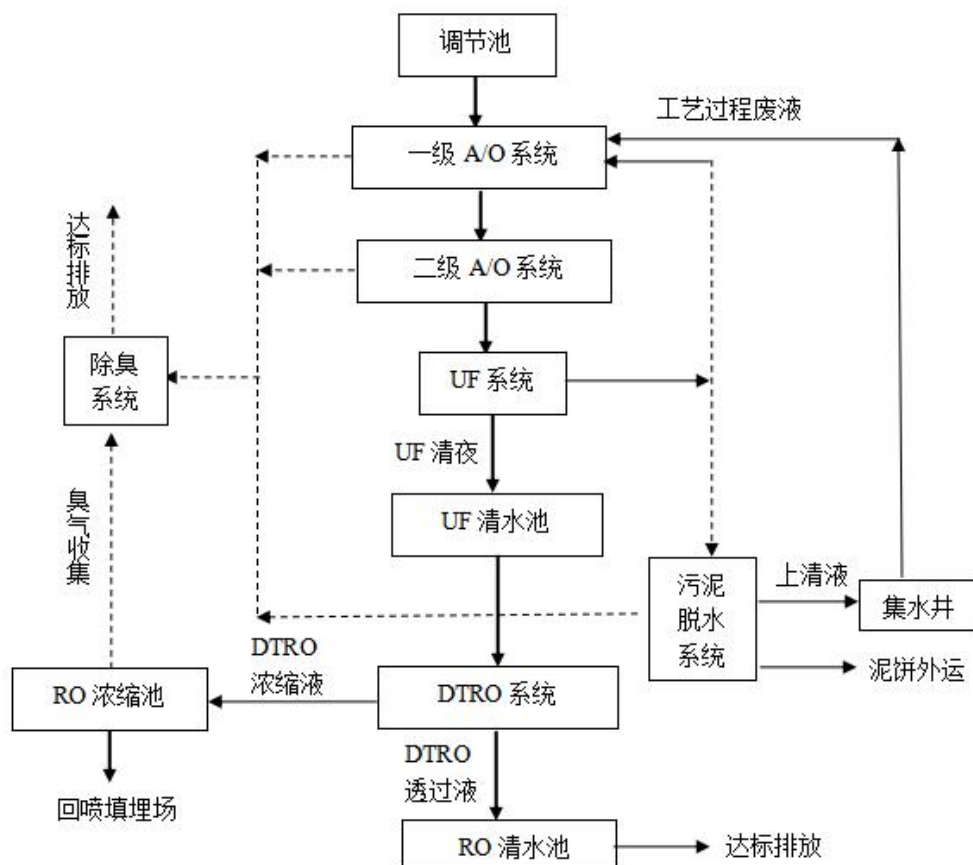 调节池
工艺过程废液
一级 A/O 系统
二级 A/O 系统
达标排放
除臭
系统
UF 系统
UF 清夜
臭气收集
UF 清水池
污泥
脱水
系统
上清液
集水井
泥饼外运
DTRO
浓缩液
RO 浓缩池
DTRO 系统
DTRO
透过液
回喷填埋场
RO 清水池
达标排放